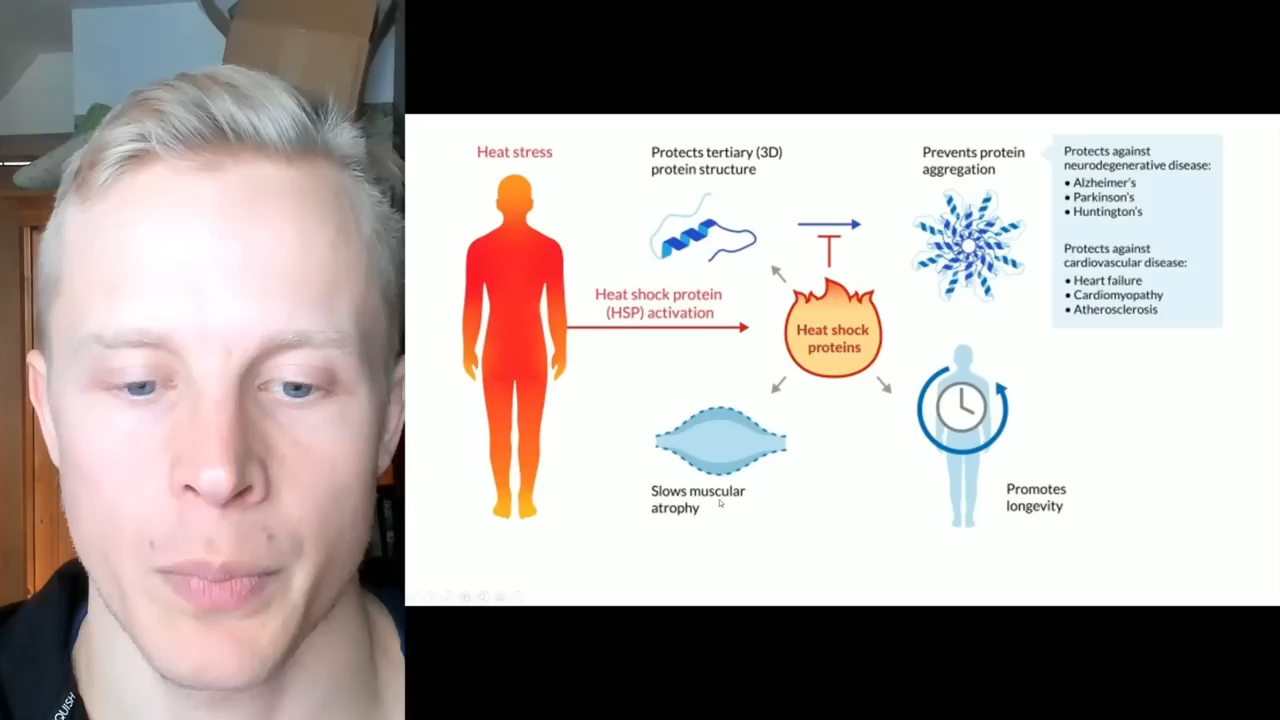 Heat stress
Protects tertiary (3D)
protein structure
Prevents protein
aggregation
Protects against
neurodegenerative disease:
• Alzheimer's
• Parkinson's
• Huntington's
Protects against
cardiovascular disease:
• Heart failure
• Cardiomyopathy
• Atherosclerosis
Heat shock protein
(HSP) activation
Heat shock
proteins
Slows muscular
atrophy
Promotes
longevity